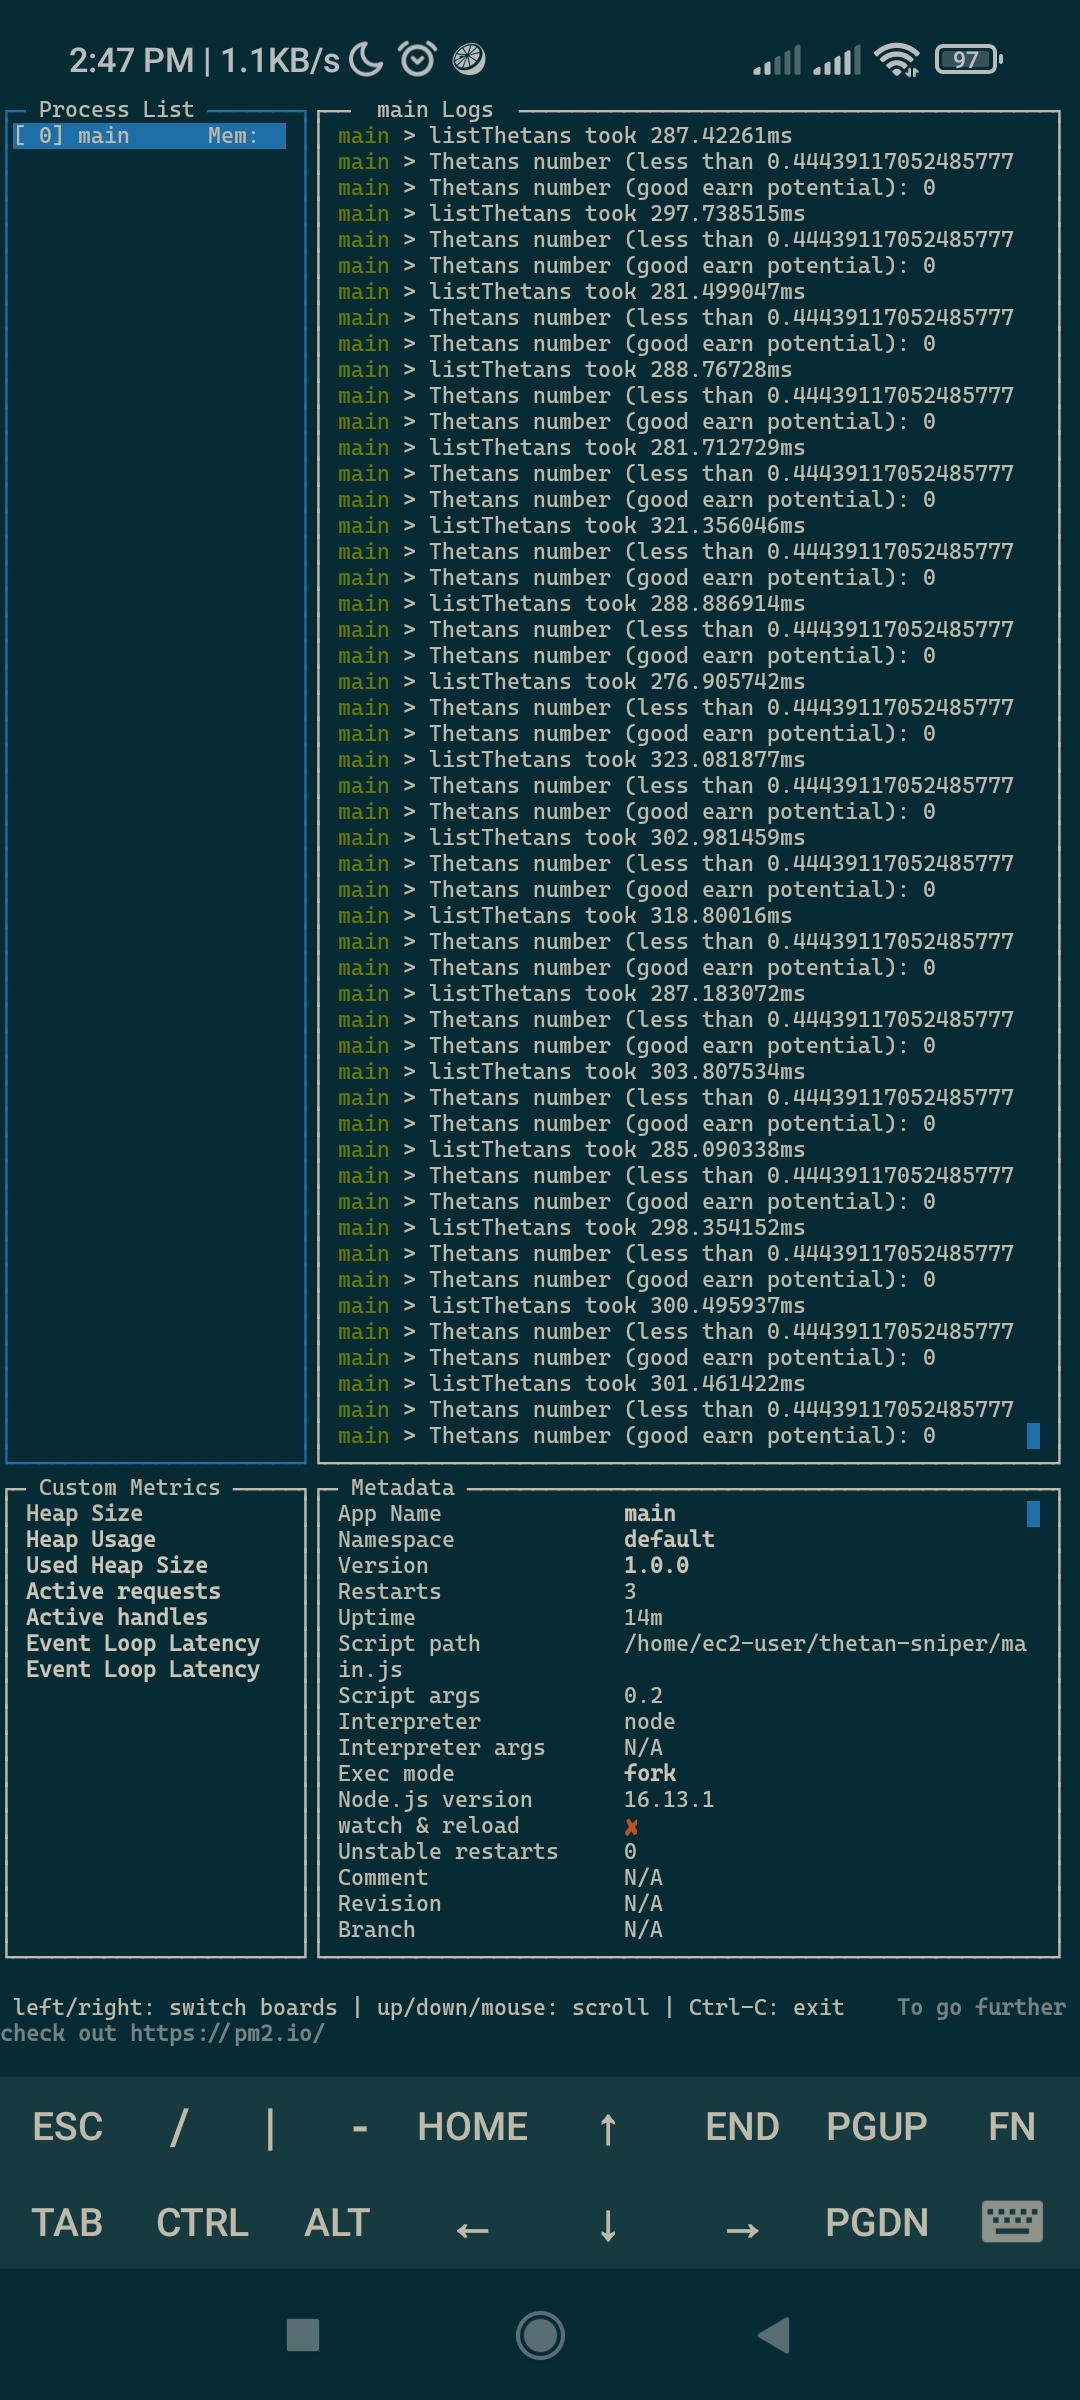 2:47 PM | 1.1KB/s
97
Process List
[ 0] main Mem:
main Logs
main > listThetans took 287.42261ms
main > Thetans number (less than 0.44439117052485777
main > Thetans number (good earn potential): 0
main > listThetans took 297.738515ms
main > Thetans number (less than 0.44439117052485777
main > Thetans number (good earn potential): 0
main > listThetans took 281.499047ms
main > Thetans number (less than 0.44439117052485777
main > Thetans number (good earn potential): 0
main > listThetans took 288.76728ms
main > Thetans number (less than 0.44439117052485777
main > Thetans number (good earn potential): 0
main > listThetans took 281.712729ms
main > Thetans number (less than 0.44439117052485777
main > Thetans number (good earn potential): 0
main > listThetans took 321.356046ms
main > Thetans number (less than 0.44439117052485777
main > Thetans number (good earn potential): 0
main > listThetans took 288.886914ms
main > Thetans number (less than 0.44439117052485777
main > Thetans number (good earn potential): 0
main > listThetans took 276.905742ms
main > Thetans number (less than 0.44439117052485777
main > Thetans number (good earn potential): 0
main > listThetans took 323.081877ms
main > Thetans number (less than 0.44439117052485777
main > Thetans number (good earn potential): 0
main > listThetans took 302.981459ms
main > Thetans number (less than 0.44439117052485777
main > Thetans number (good earn potential): 0
main > listThetans took 318.80016ms
main > Thetans number (less than 0.44439117052485777
main > Thetans number (good earn potential): 0
main > listThetans took 287.183072ms
main > Thetans number (less than 0.44439117052485777
main > Thetans number (good earn potential): 0
main > listThetans took 303.807534ms
main > Thetans number (less than 0.44439117052485777
main > Thetans number (good earn potential): 0
main > listThetans took 285.090338ms
main > Thetans number (less than 0.44439117052485777
main > Thetans number (good earn potential): 0
main > listThetans took 298.354152ms
main > Thetans number (less than 0.44439117052485777
main > Thetans number (good earn potential): 0
main > listThetans took 300.495937ms
main > Thetans number (less than 0.44439117052485777
main > Thetans number (good earn potential): 0
main > listThetans took 301.461422ms
main > Thetans number (less than 0.44439117052485777
main > Thetans number (good earn potential): 0
Custom Metrics
Heap Size
Heap Usage
Used Heap Size
Active requests
Active handles
Event Loop Latency
Event Loop Latency
Metadata
App Name main
Namespace default
Version 1.0.0
Restarts 3
Uptime 14m
Script path /home/ec2-user/thetan-sniper/ma
in.js
Script args 0.2
Interpreter node
Interpreter args N/A
Exec mode fork
Node.js version 16.13.1
watch & reload ✘
Unstable restarts 0
Comment N/A
Revision N/A
Branch N/A
left/right: switch boards | up/down/mouse: scroll | Ctrl-C: exit To go further
check out https://pm2.io/
ESC / | - HOME ↑ END PGUP FN
TAB CTRL ALT ← ↓ → PGDN